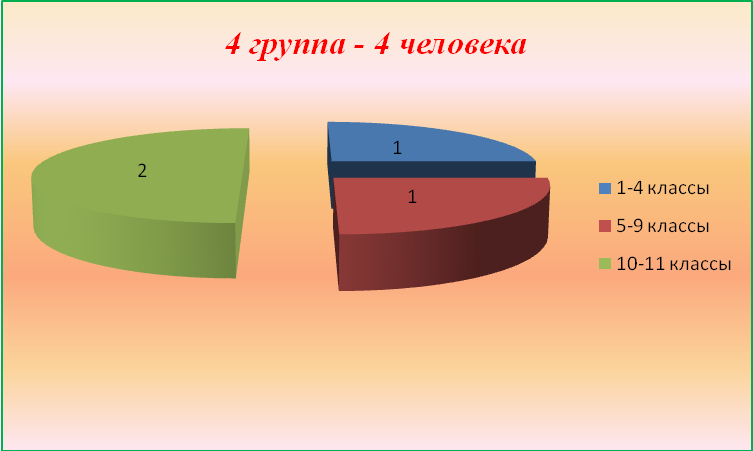 4 группа - 4 человека
2
1
1
1-4 классы
5-9 классы
10-11 классы